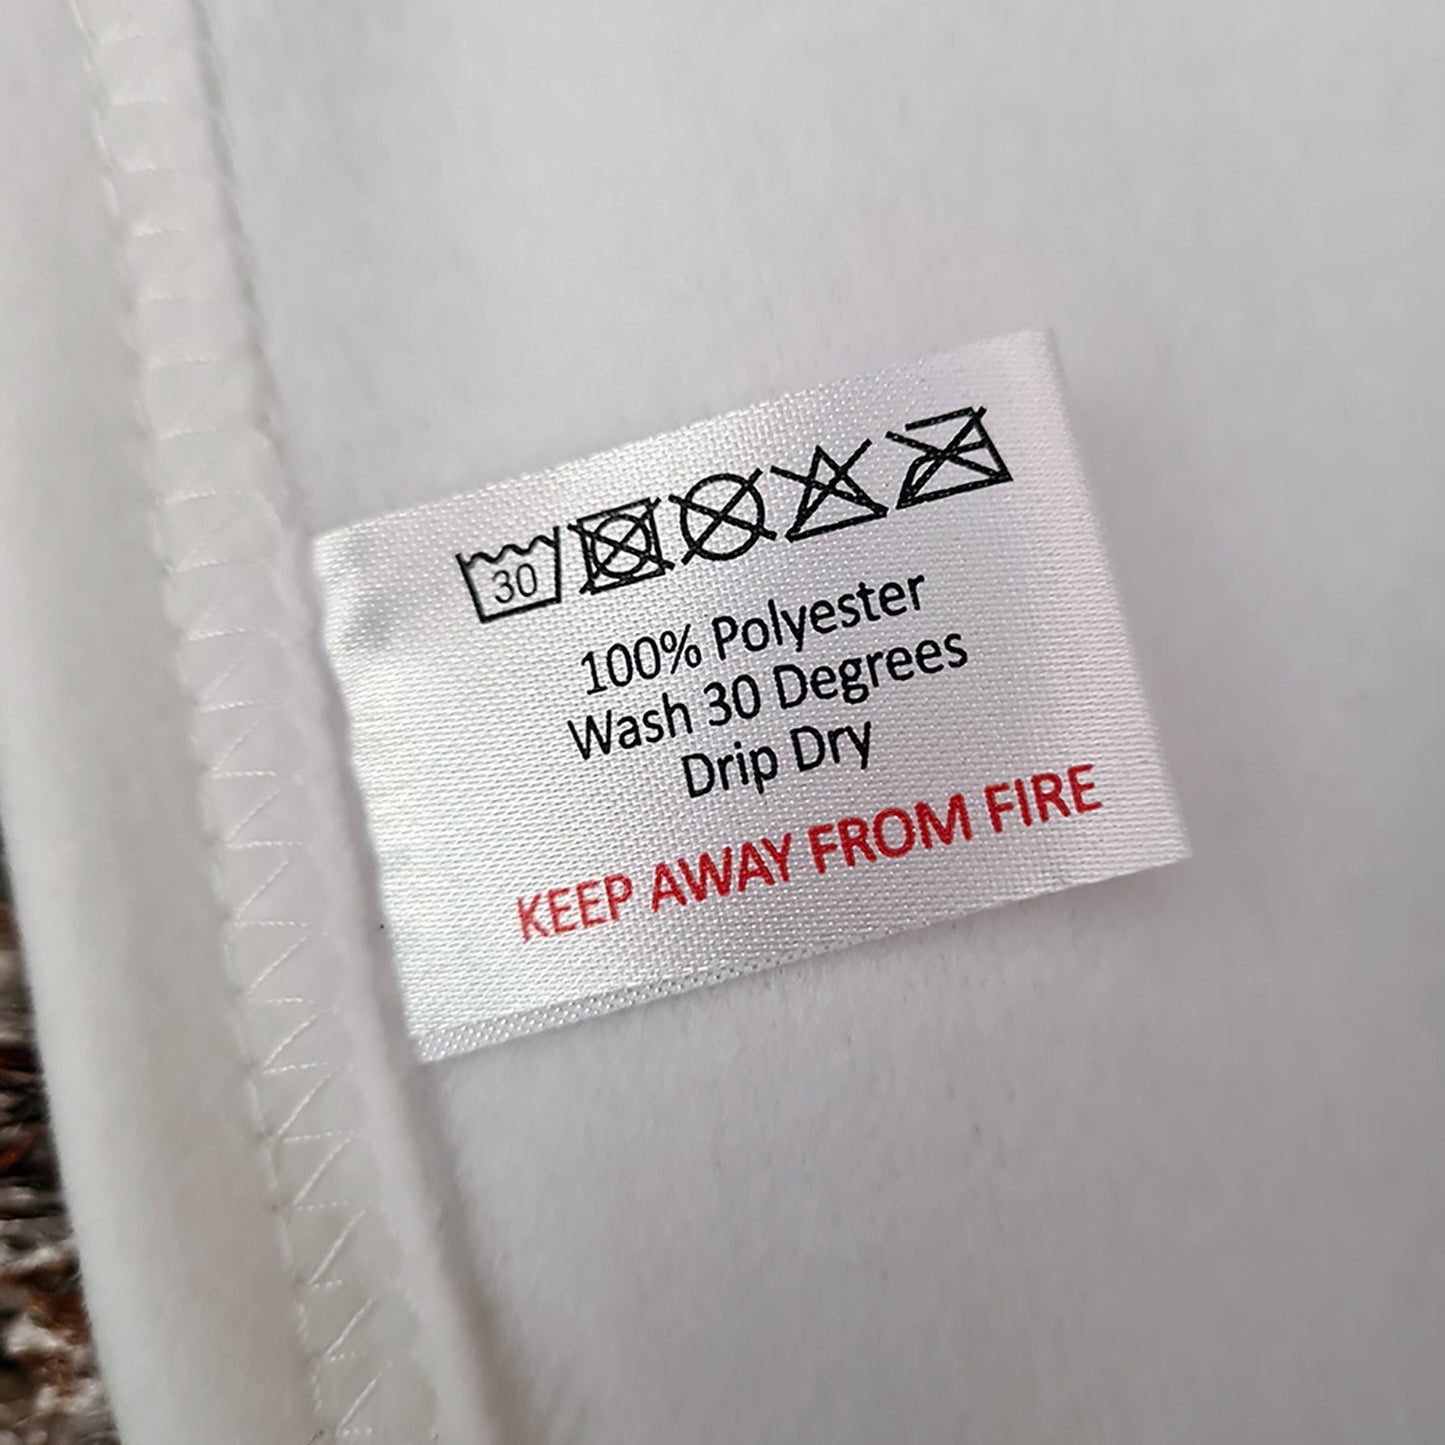 30
100% Polyester
Wash 30 Degrees
Drip Dry
KEEP AWAY FROM FIRE